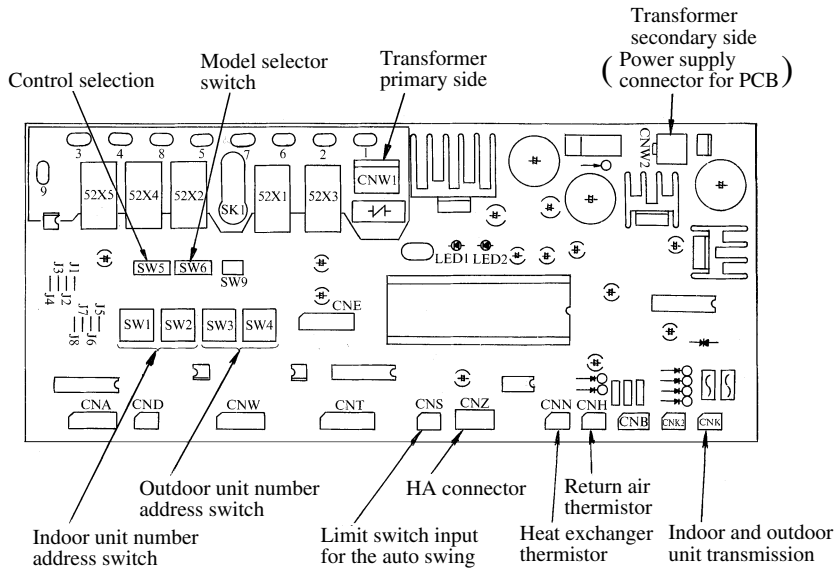 Transformer
secondary side
( Power supply
connector for PCB )
Model selector
switch
Transformer
primary side
Control selection
3
4
8
5
7
6
2
1
9
52X5
52X4
52X2
SK1
52X1
52X3
CNW1
CNW2
LED1
LED2
SW5
SW6
SW9
J1
J2
J3
J4
J5
J6
J7
J8
SW1
SW2
SW3
SW4
CNE
CNA
CND
CNW
CNT
CNS
CNZ
CNN
CNH
CNB
CNK2
CNK
Outdoor unit number
address switch
HA connector
Return air
thermistor
Indoor unit number
address switch
Limit switch input
for the auto swing
Heat exchanger
thermistor
Indoor and outdoor
unit transmission